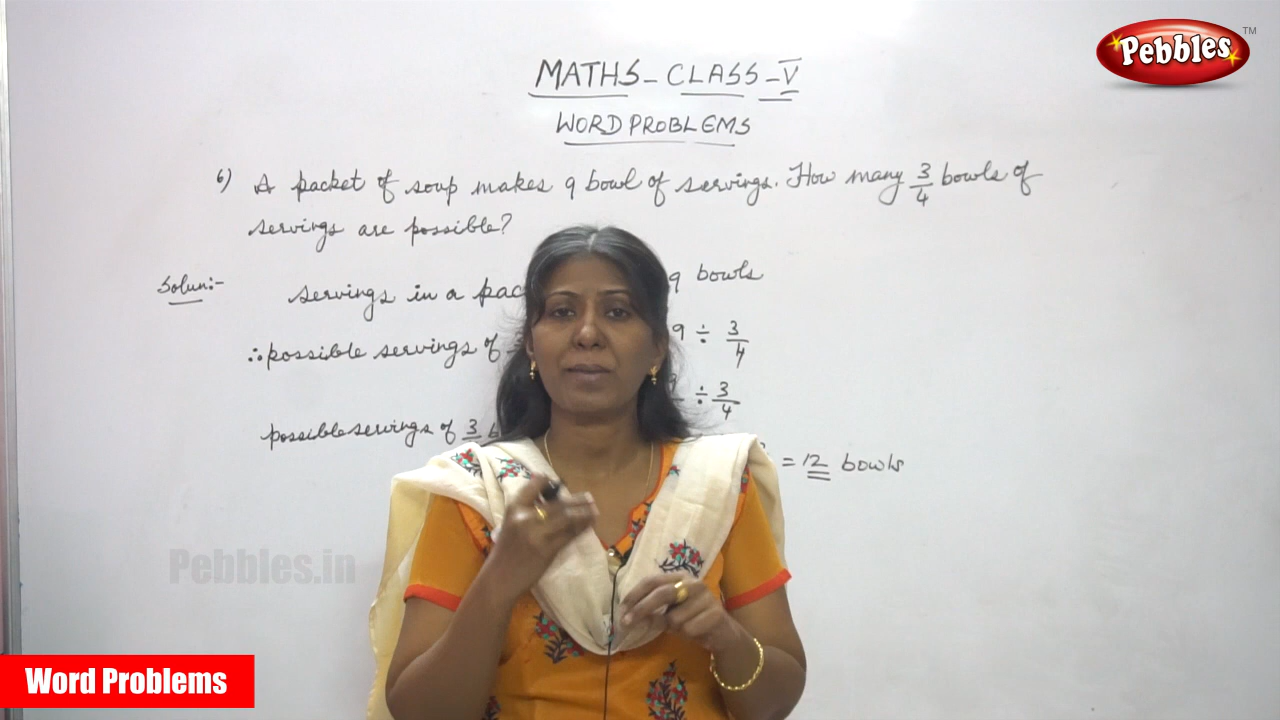 Pebbles TM
MATHS - CLASS - V
WORD PROBLEMS
6) A packet of soup makes 9 bowl of servings. How many 3/4 bowls of
servings are possible?
Solun:-
servings in a pac 9 bowls
∴ possible servings of 9 ÷ 3/4
÷ 3/4
possible servings of 3
= 12 bowls
Pebbles.in
Word Problems